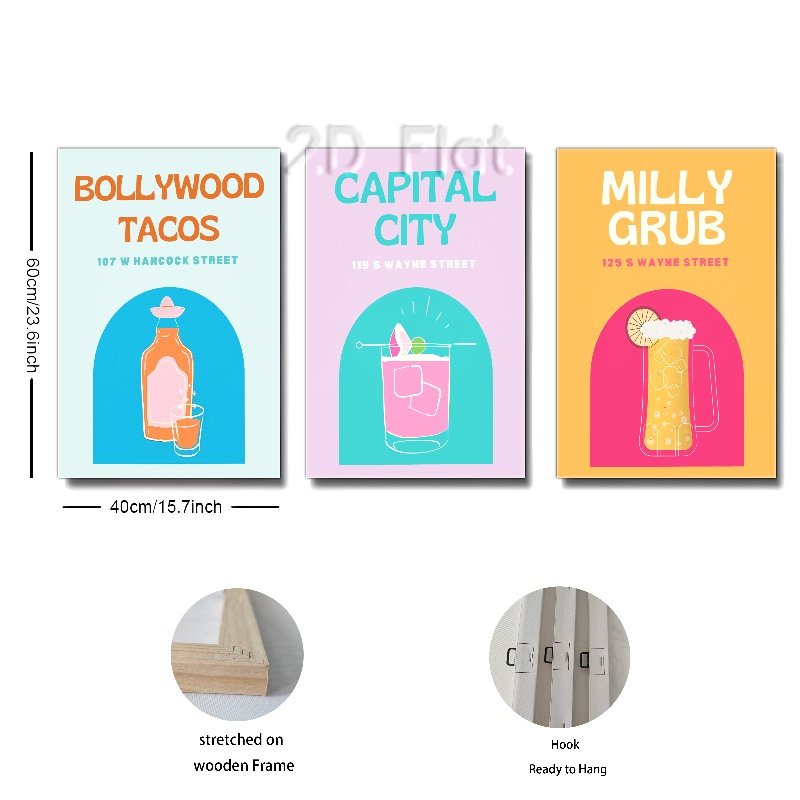 2D Flat
BOLLYWOOD
TACOS
107 W HANCOCK STREET
CAPITAL
CITY
119 S WAYNE STREET
MILLY
GRUB
125 S WAYNE STREET
60cm/23.6inch
40cm/15.7inch
stretched on
wooden Frame
Hook
Ready to Hang